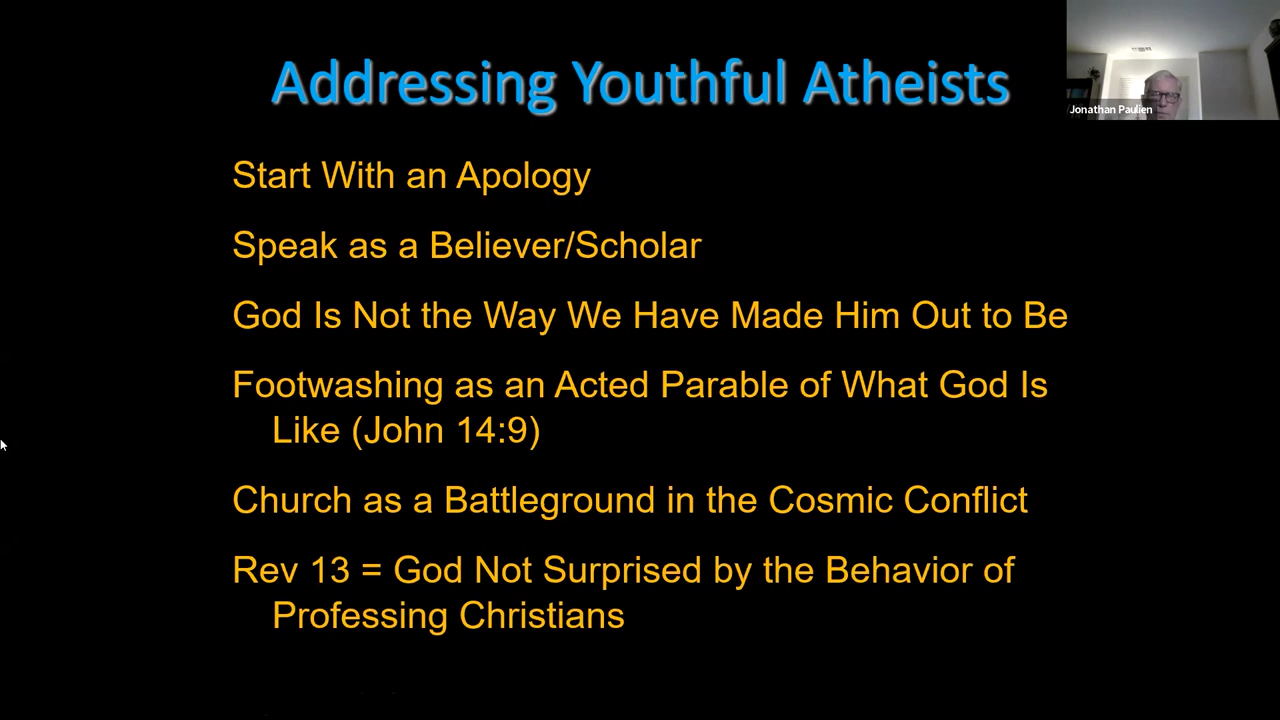 Addressing Youthful Atheists
Jonathan Paulien
Start With an Apology
Speak as a Believer/Scholar
God Is Not the Way We Have Made Him Out to Be
Footwashing as an Acted Parable of What God Is
Like (John 14:9)
Church as a Battleground in the Cosmic Conflict
Rev 13 = God Not Surprised by the Behavior of
Professing Christians